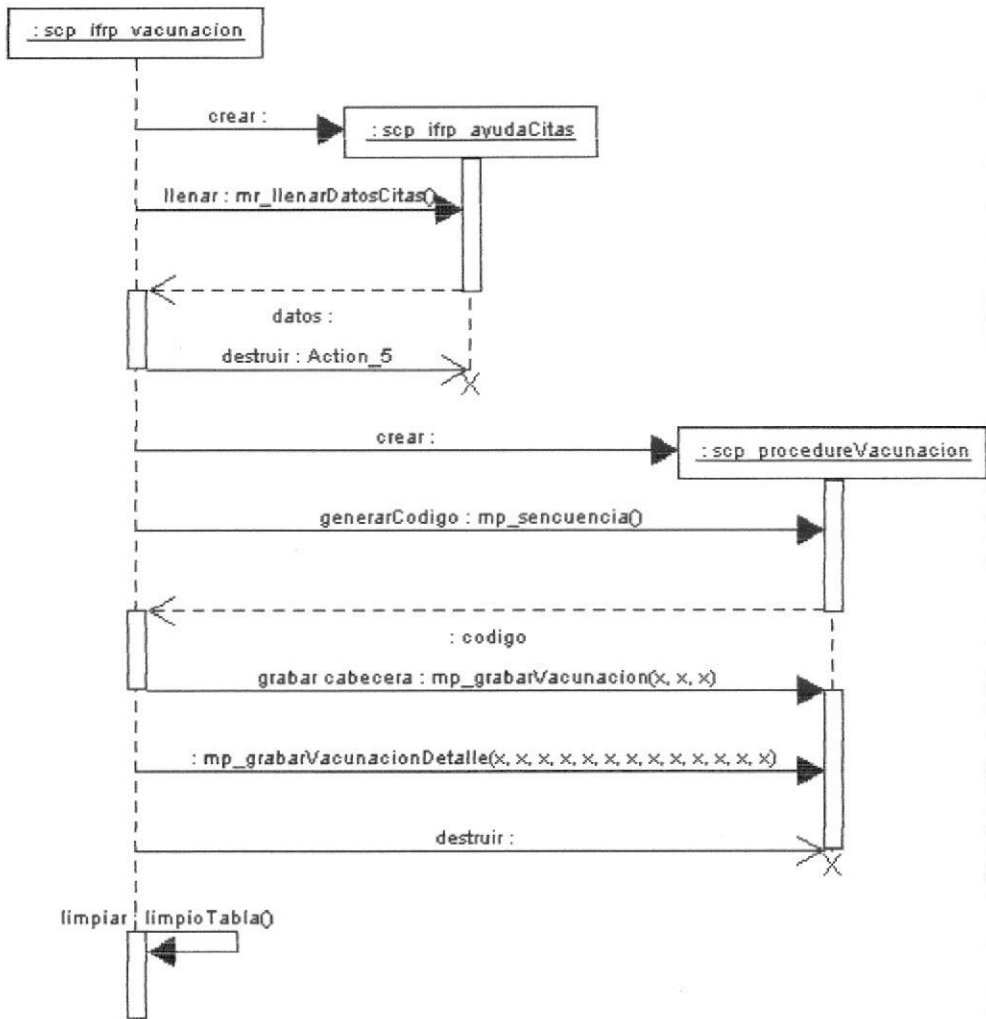 : scp_ifrp_vacunacion
crear :
: scp_ifrp_ayudaCitas
llenar : mr_llenarDatosCitas()
datos :
destruir : Action_5
X
crear :
: scp_procedureVacunacion
generarCodigo : mp_sencuencia()
: codigo
grabar cabecera : mp_grabarVacunacion(x, x, x)
: mp_grabarVacunacionDetalle(x, x, x, x, x, x, x, x, x, x, x, x, x)
destruir :
X
limpiar : limpioTabla()